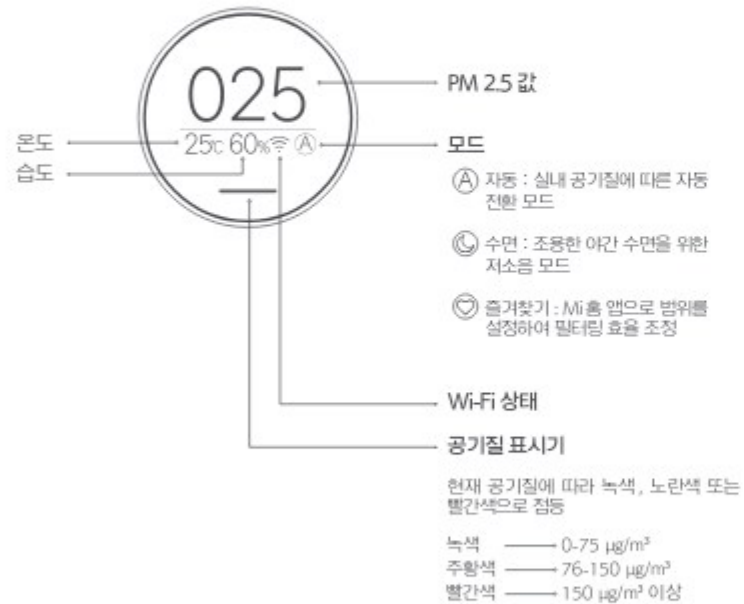 025
PM 2.5 값
온도
25℃ 60% A
모드
습도
A 자동 : 실내 공기질에 따른 자동
전환 모드
수면 : 조용한 야간 수면을 위한
저소음 모드
즐겨찾기 : Mi 홈 앱으로 범위를
설정하여 필터링 효율 조정
Wi-Fi 상태
공기질 표시기
현재 공기질에 따라 녹색, 노란색 또는
빨간색으로 점등
녹색 0-75 μg/m³
주황색 76-150 μg/m³
빨간색 150 μg/m³ 이상